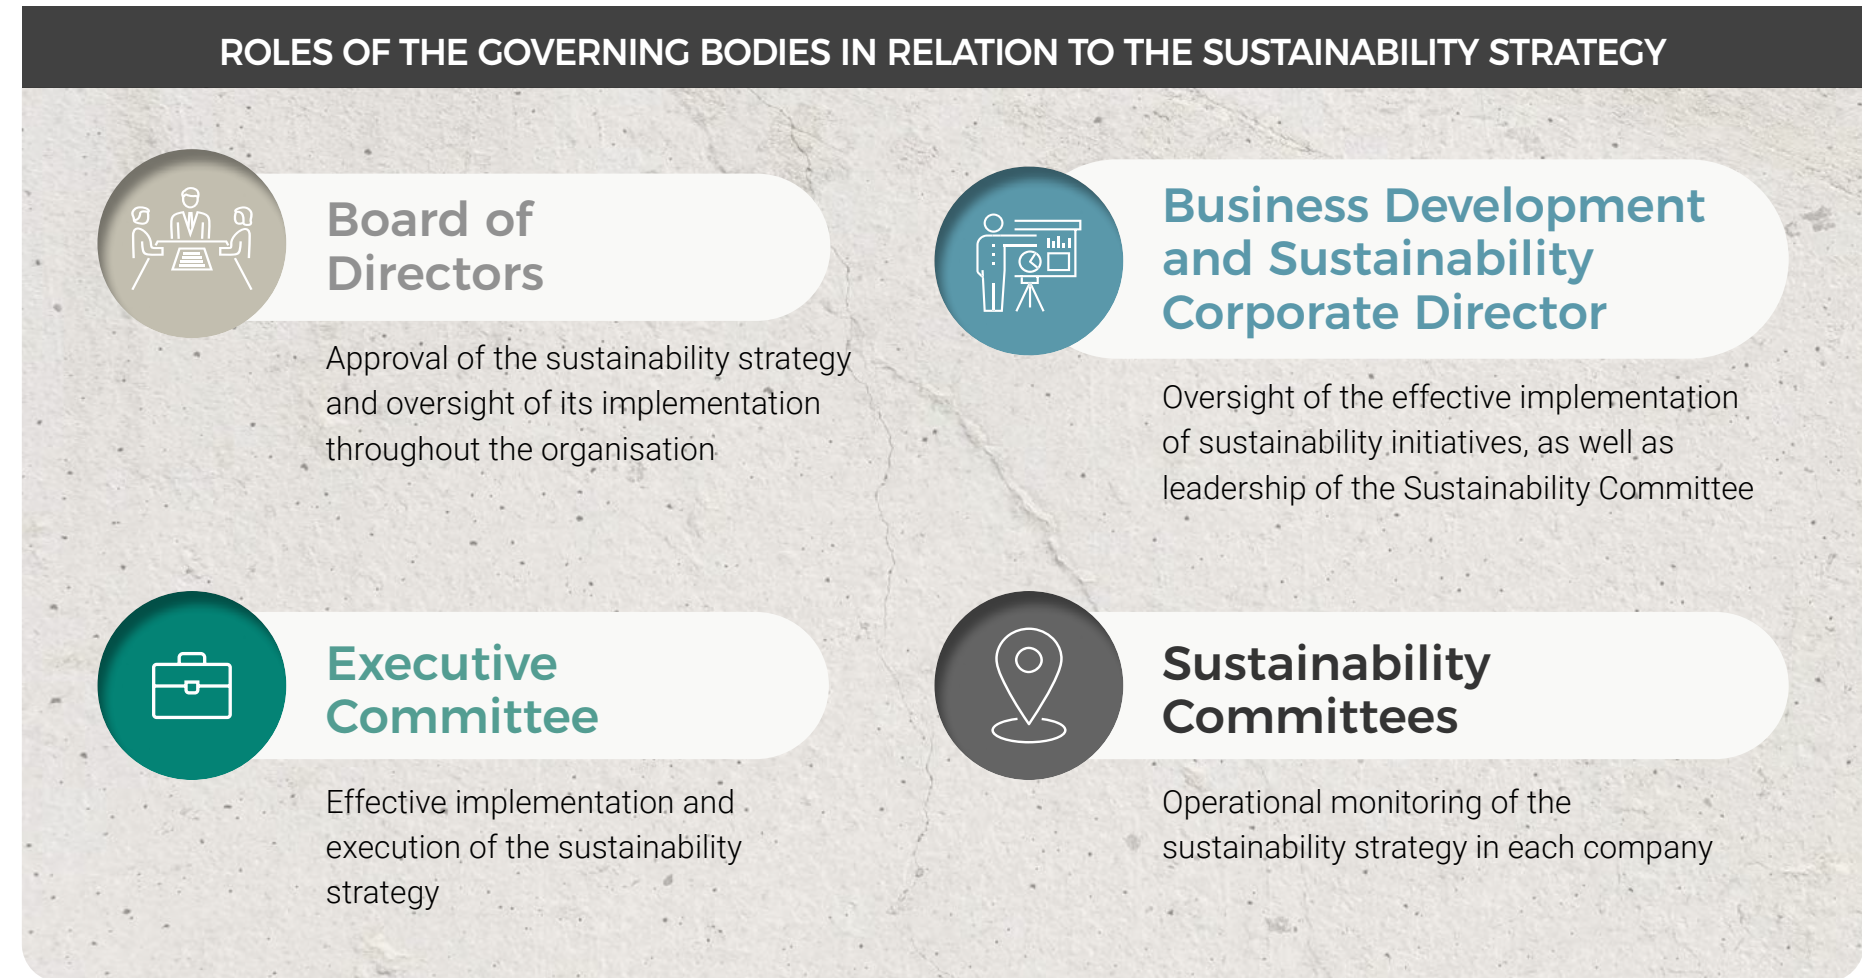 ROLES OF THE GOVERNING BODIES IN RELATION TO THE SUSTAINABILITY STRATEGY
Board of
Directors
Approval of the sustainability strategy
and oversight of its implementation
throughout the organisation
Business Development
and Sustainability
Corporate Director
Oversight of the effective implementation
of sustainability initiatives, as well as
leadership of the Sustainability Committee
Executive
Committee
Effective implementation and
execution of the sustainability
strategy
Sustainability
Committees
Operational monitoring of the
sustainability strategy in each company